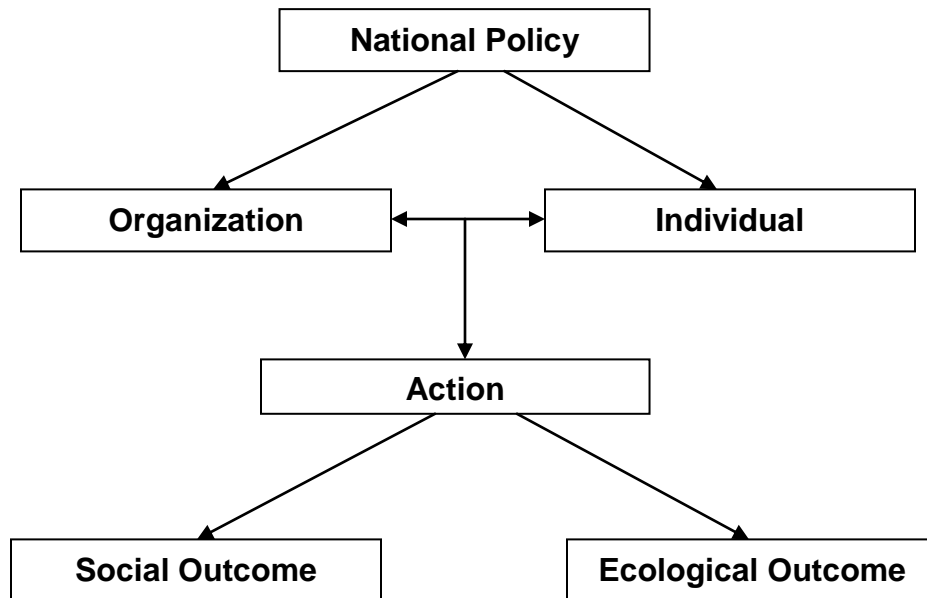 National Policy
Organization
Individual
Action
Social Outcome
Ecological Outcome